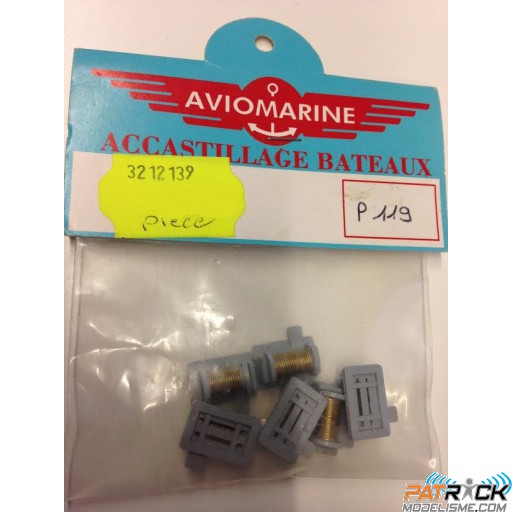 AVIOMARINE
ACCASTILLAGE BATEAUX
3212139
piece
P 119
PATRICK
MODELISME.COM